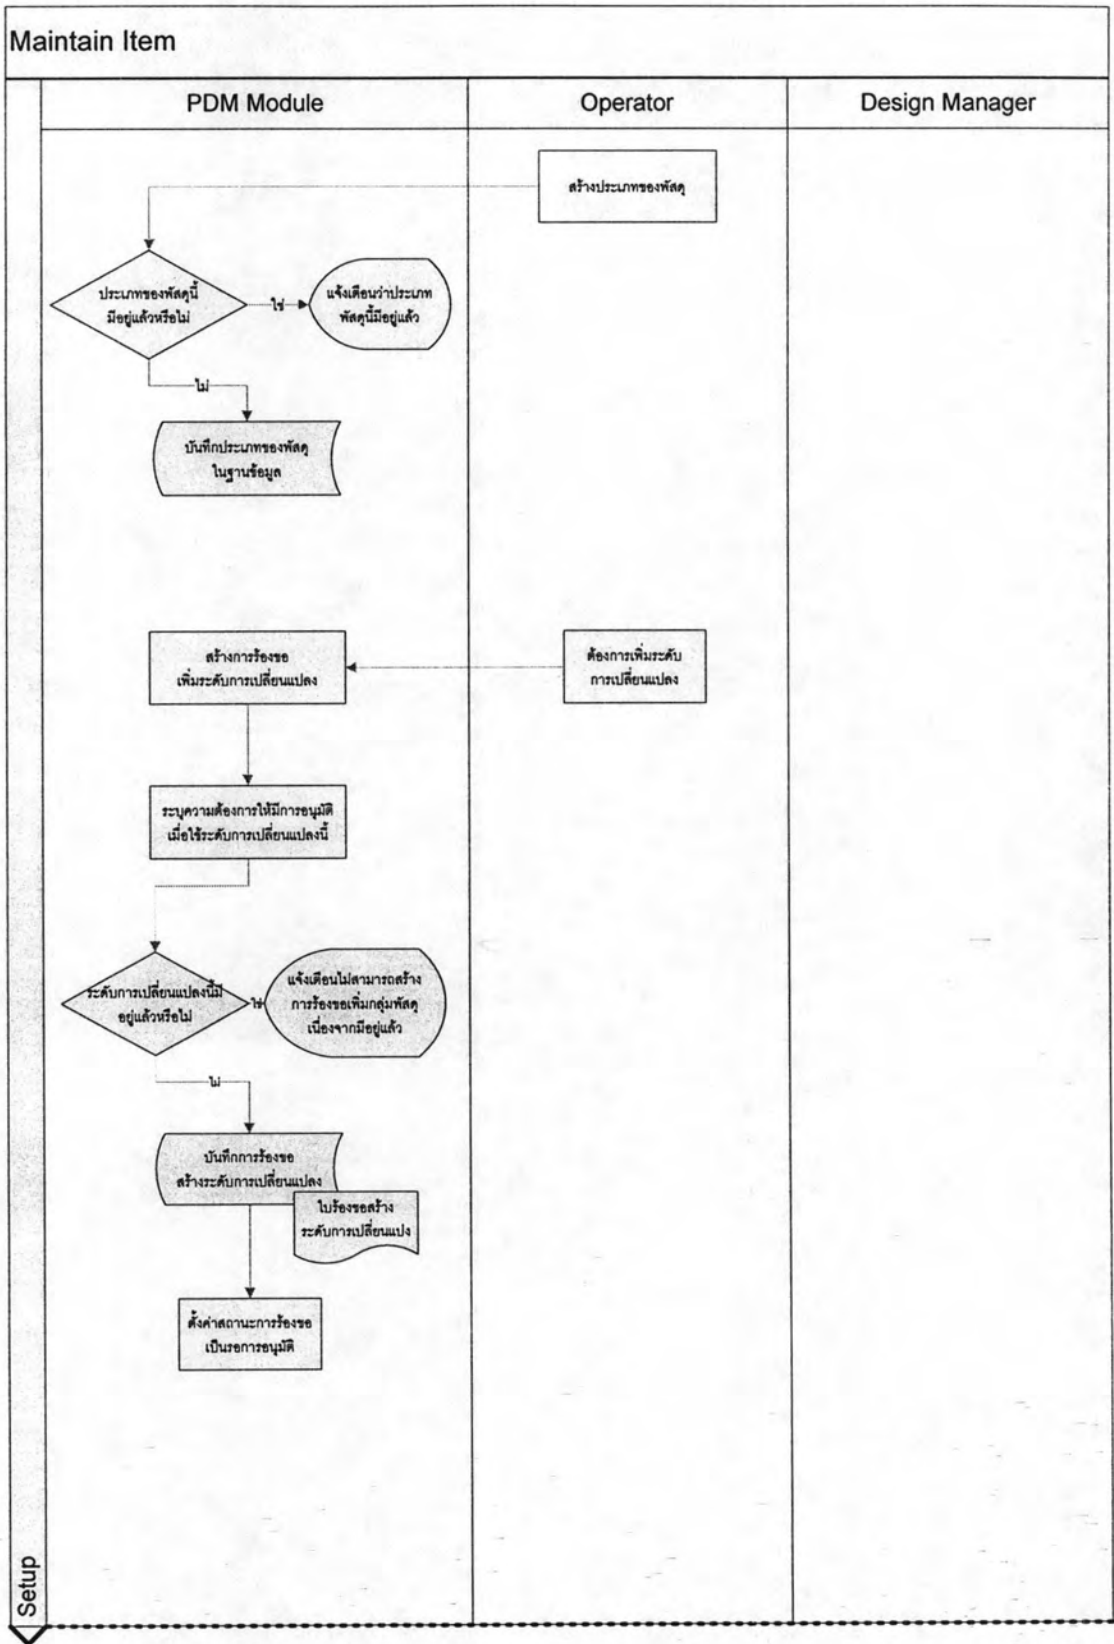 Maintain Item
PDM Module
Operator
Design Manager
สร้างประเภทของพัสดุ
ประเภทของพัสดุนี้
มีอยู่แล้วหรือไม่
ใช่
แจ้งเตือนว่าประเภท
พัสดุนี้มีอยู่แล้ว
ไม่
บันทึกประเภทของพัสดุ
ในฐานข้อมูล
สร้างการร้องขอ
เพิ่มระดับการเปลี่ยนแปลง
ต้องการเพิ่มระดับ
การเปลี่ยนแปลง
ระบุความต้องการให้มีการอนุมัติ
เมื่อใช้ระดับการเปลี่ยนแปลงนี้
ระดับการเปลี่ยนแปลงนี้มี
อยู่แล้วหรือไม่
ใช่
แจ้งเตือนไม่สามารถสร้าง
การร้องขอเพิ่มกลุ่มพัสดุ
เนื่องจากมีอยู่แล้ว
ไม่
บันทึกการร้องขอ
สร้างระดับการเปลี่ยนแปลง
ใบร้องขอสร้าง
ระดับการเปลี่ยนแปง
ตั้งค่าสถานะการร้องขอ
เป็นรอการอนุมัติ
Setup